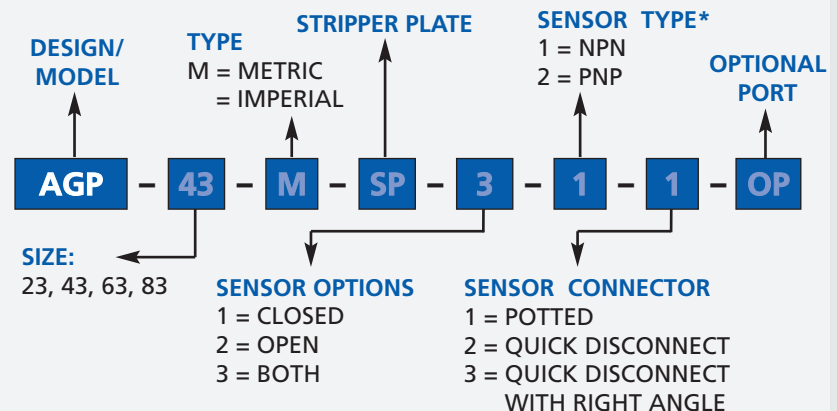 DESIGN/
MODEL
TYPE
M = METRIC
= IMPERIAL
STRIPPER PLATE
SENSOR TYPE*
1 = NPN
2 = PNP
OPTIONAL
PORT
AGP - 43 - M - SP - 3 - 1 - 1 - OP
SIZE:
23, 43, 63, 83
SENSOR OPTIONS
1 = CLOSED
2 = OPEN
3 = BOTH
SENSOR CONNECTOR
1 = POTTED
2 = QUICK DISCONNECT
3 = QUICK DISCONNECT
WITH RIGHT ANGLE